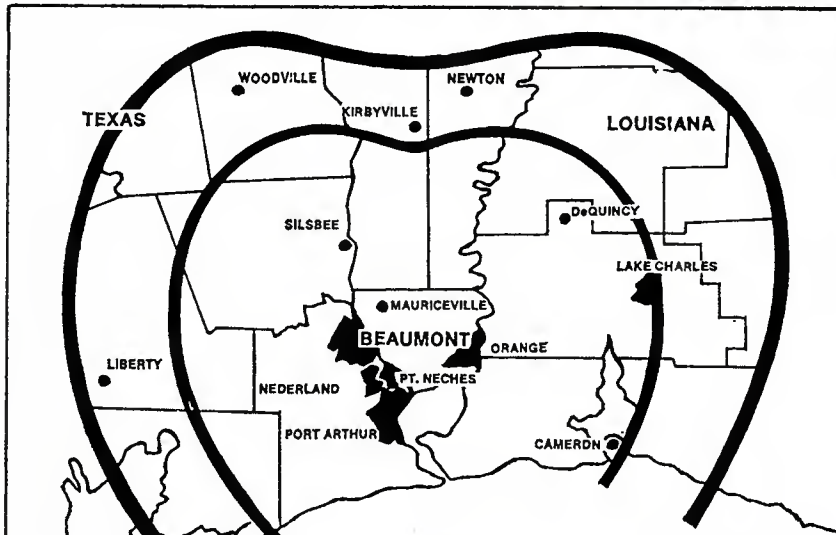 WOODVILLE
NEWTON
TEXAS
KIRBYVILLE
LOUISIANA
DeQUINCY
SILSBEE
LAKE CHARLES
MAURICEVILLE
BEAUMONT
ORANGE
LIBERTY
NEDERLAND
PT. NECHES
PORT ARTHUR
CAMERON